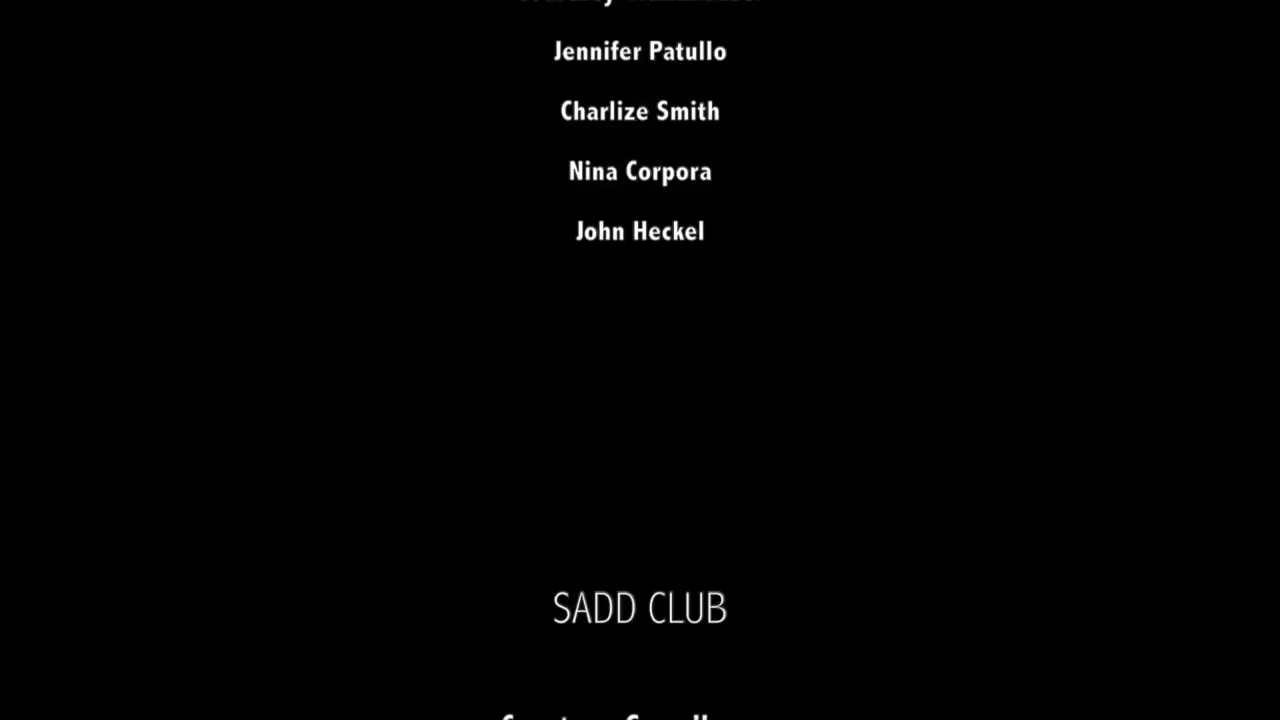 Jennifer Patullo
Charlize Smith
Nina Corpora
John Heckel
SADD CLUB